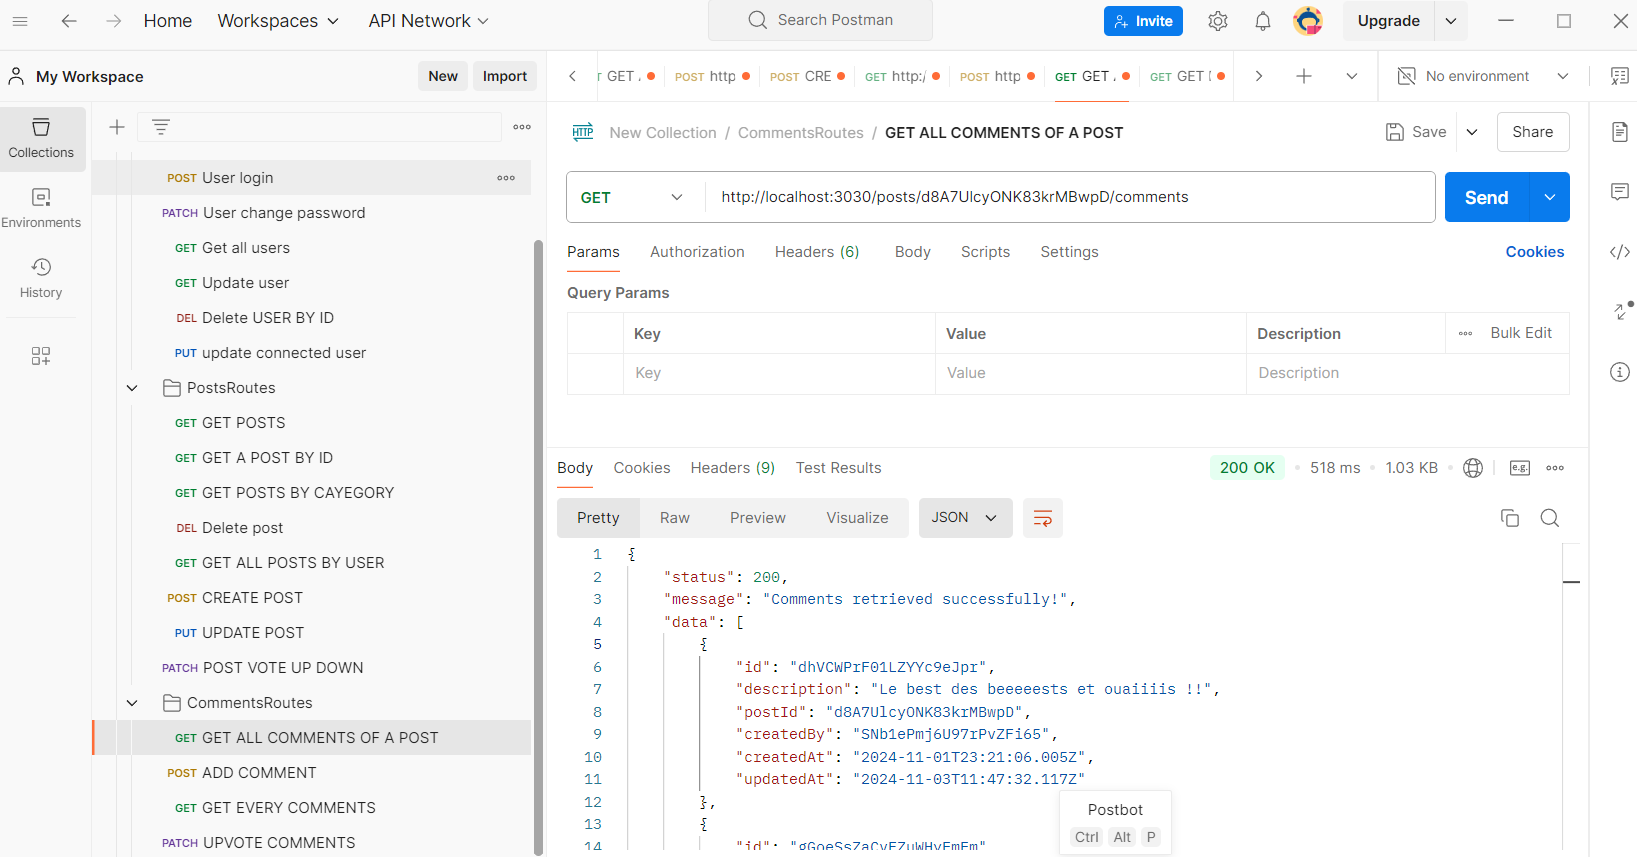 Home Workspaces API Network Search Postman Invite Upgrade
My Workspace New Import
GET POST http POST CRE GET http:/ POST http GET GET A GET GET No environment
Collections
Environments
History
POST User login
PATCH User change password
GET Get all users
GET Update user
DEL Delete USER BY ID
PUT update connected user
PostsRoutes
GET GET POSTS
GET GET A POST BY ID
GET GET POSTS BY CAYEGORY
DEL Delete post
GET GET ALL POSTS BY USER
POST CREATE POST
PUT UPDATE POST
PATCH POST VOTE UP DOWN
CommentsRoutes
GET GET ALL COMMENTS OF A POST
POST ADD COMMENT
GET GET EVERY COMMENTS
PATCH UPVOTE COMMENTS
HTTP New Collection / CommentsRoutes / GET ALL COMMENTS OF A POST Save Share
GET http://localhost:3030/posts/d8A7UlcyONK83krMBwpD/comments Send
Params Authorization Headers (6) Body Scripts Settings Cookies
Query Params
Key Value Description Bulk Edit
Key Value Description
Body Cookies Headers (9) Test Results 200 OK 518 ms 1.03 KB e.g.
Pretty Raw Preview Visualize JSON
1 {
2 "status": 200,
3 "message": "Comments retrieved successfully!",
4 "data": [
5 {
6 "id": "dhVCWPrF01LZYYc9eJpr",
7 "description": "Le best des beeeeests et ouaiiiis !!",
8 "postId": "d8A7UlcyONK83krMBwpD",
9 "createdBy": "SNb1ePmj6U97rPvZFi65",
10 "createdAt": "2024-11-01T23:21:06.005Z",
11 "updatedAt": "2024-11-03T11:47:32.117Z"
12 },
13 {
14 "id":
Postbot
Ctrl Alt P